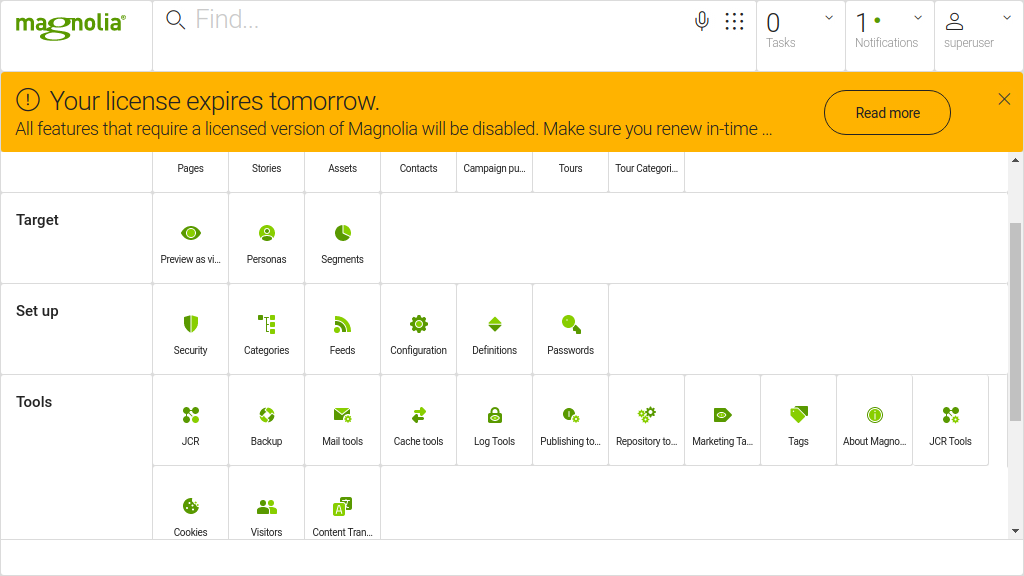 magnolia®
Find...
0
Tasks
1
Notifications
superuser
Your license expires tomorrow.
All features that require a licensed version of Magnolia will be disabled. Make sure you renew in-time ...
Read more
Pages
Stories
Assets
Contacts
Campaign pu...
Tours
Tour Categori...
Target
Preview as vi...
Personas
Segments
Set up
Security
Categories
Feeds
Configuration
Definitions
Passwords
Tools
JCR
Backup
Mail tools
Cache tools
Log Tools
Publishing to...
Repository to...
Marketing Ta...
Tags
About Magno...
JCR Tools
Cookies
Visitors
Content Tran...